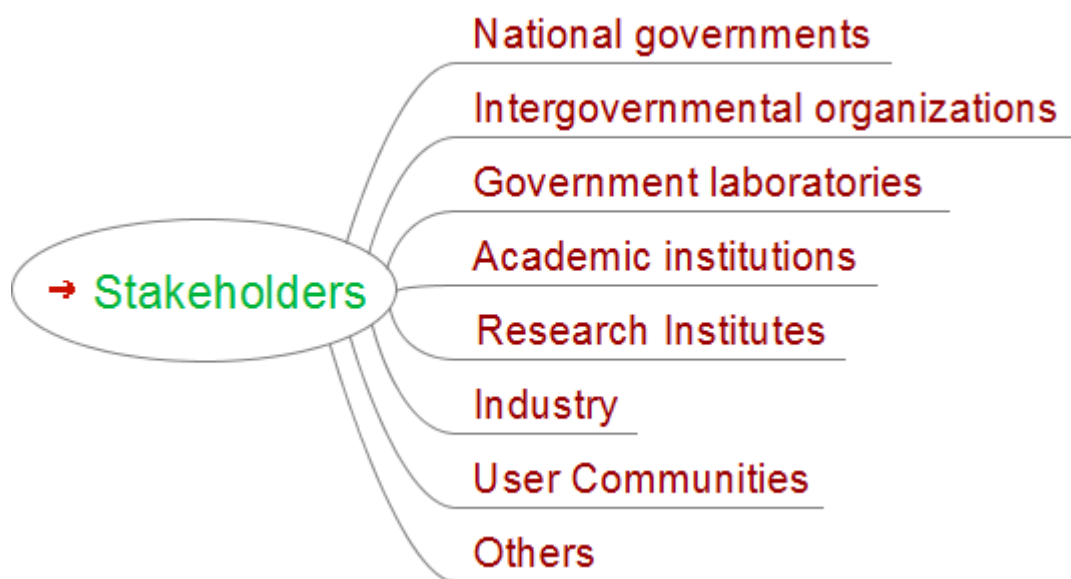 National governments
Intergovernmental organizations
Government laboratories
Academic institutions
→ Stakeholders
Research Institutes
Industry
User Communities
Others